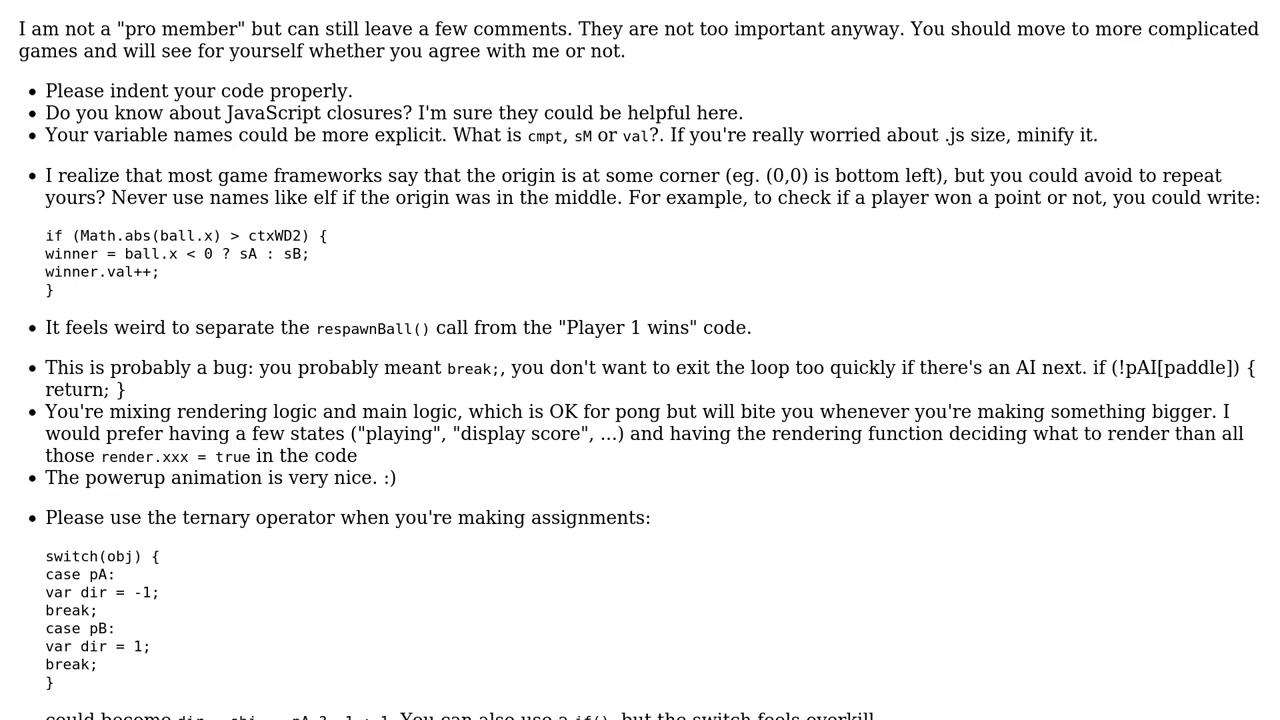 I am not a "pro member" but can still leave a few comments. They are not too important anyway. You should move to more complicated
games and will see for yourself whether you agree with me or not.
• Please indent your code properly.
• Do you know about JavaScript closures? I'm sure they could be helpful here.
• Your variable names could be more explicit. What is cmpt, sM or val?. If you're really worried about .js size, minify it.
• I realize that most game frameworks say that the origin is at some corner (eg. (0,0) is bottom left), but you could avoid to repeat
yours? Never use names like elf if the origin was in the middle. For example, to check if a player won a point or not, you could write:
if (Math.abs(ball.x) > ctxWD2) {
winner = ball.x < 0 ? sA : sB;
winner.val++;
}
• It feels weird to separate the respawnBall() call from the "Player 1 wins" code.
• This is probably a bug: you probably meant break;, you don't want to exit the loop too quickly if there's an AI next. if (!pAI[paddle]) {
return; }
• You're mixing rendering logic and main logic, which is OK for pong but will bite you whenever you're making something bigger. I
would prefer having a few states ("playing", "display score", ...) and having the rendering function deciding what to render than all
those render.xxx = true in the code
• The powerup animation is very nice. :)
• Please use the ternary operator when you're making assignments:
switch(obj) {
case pA:
var dir = -1;
break;
case pB:
var dir = 1;
break;
}
could become You can also use a if(), but the switch feels overkill